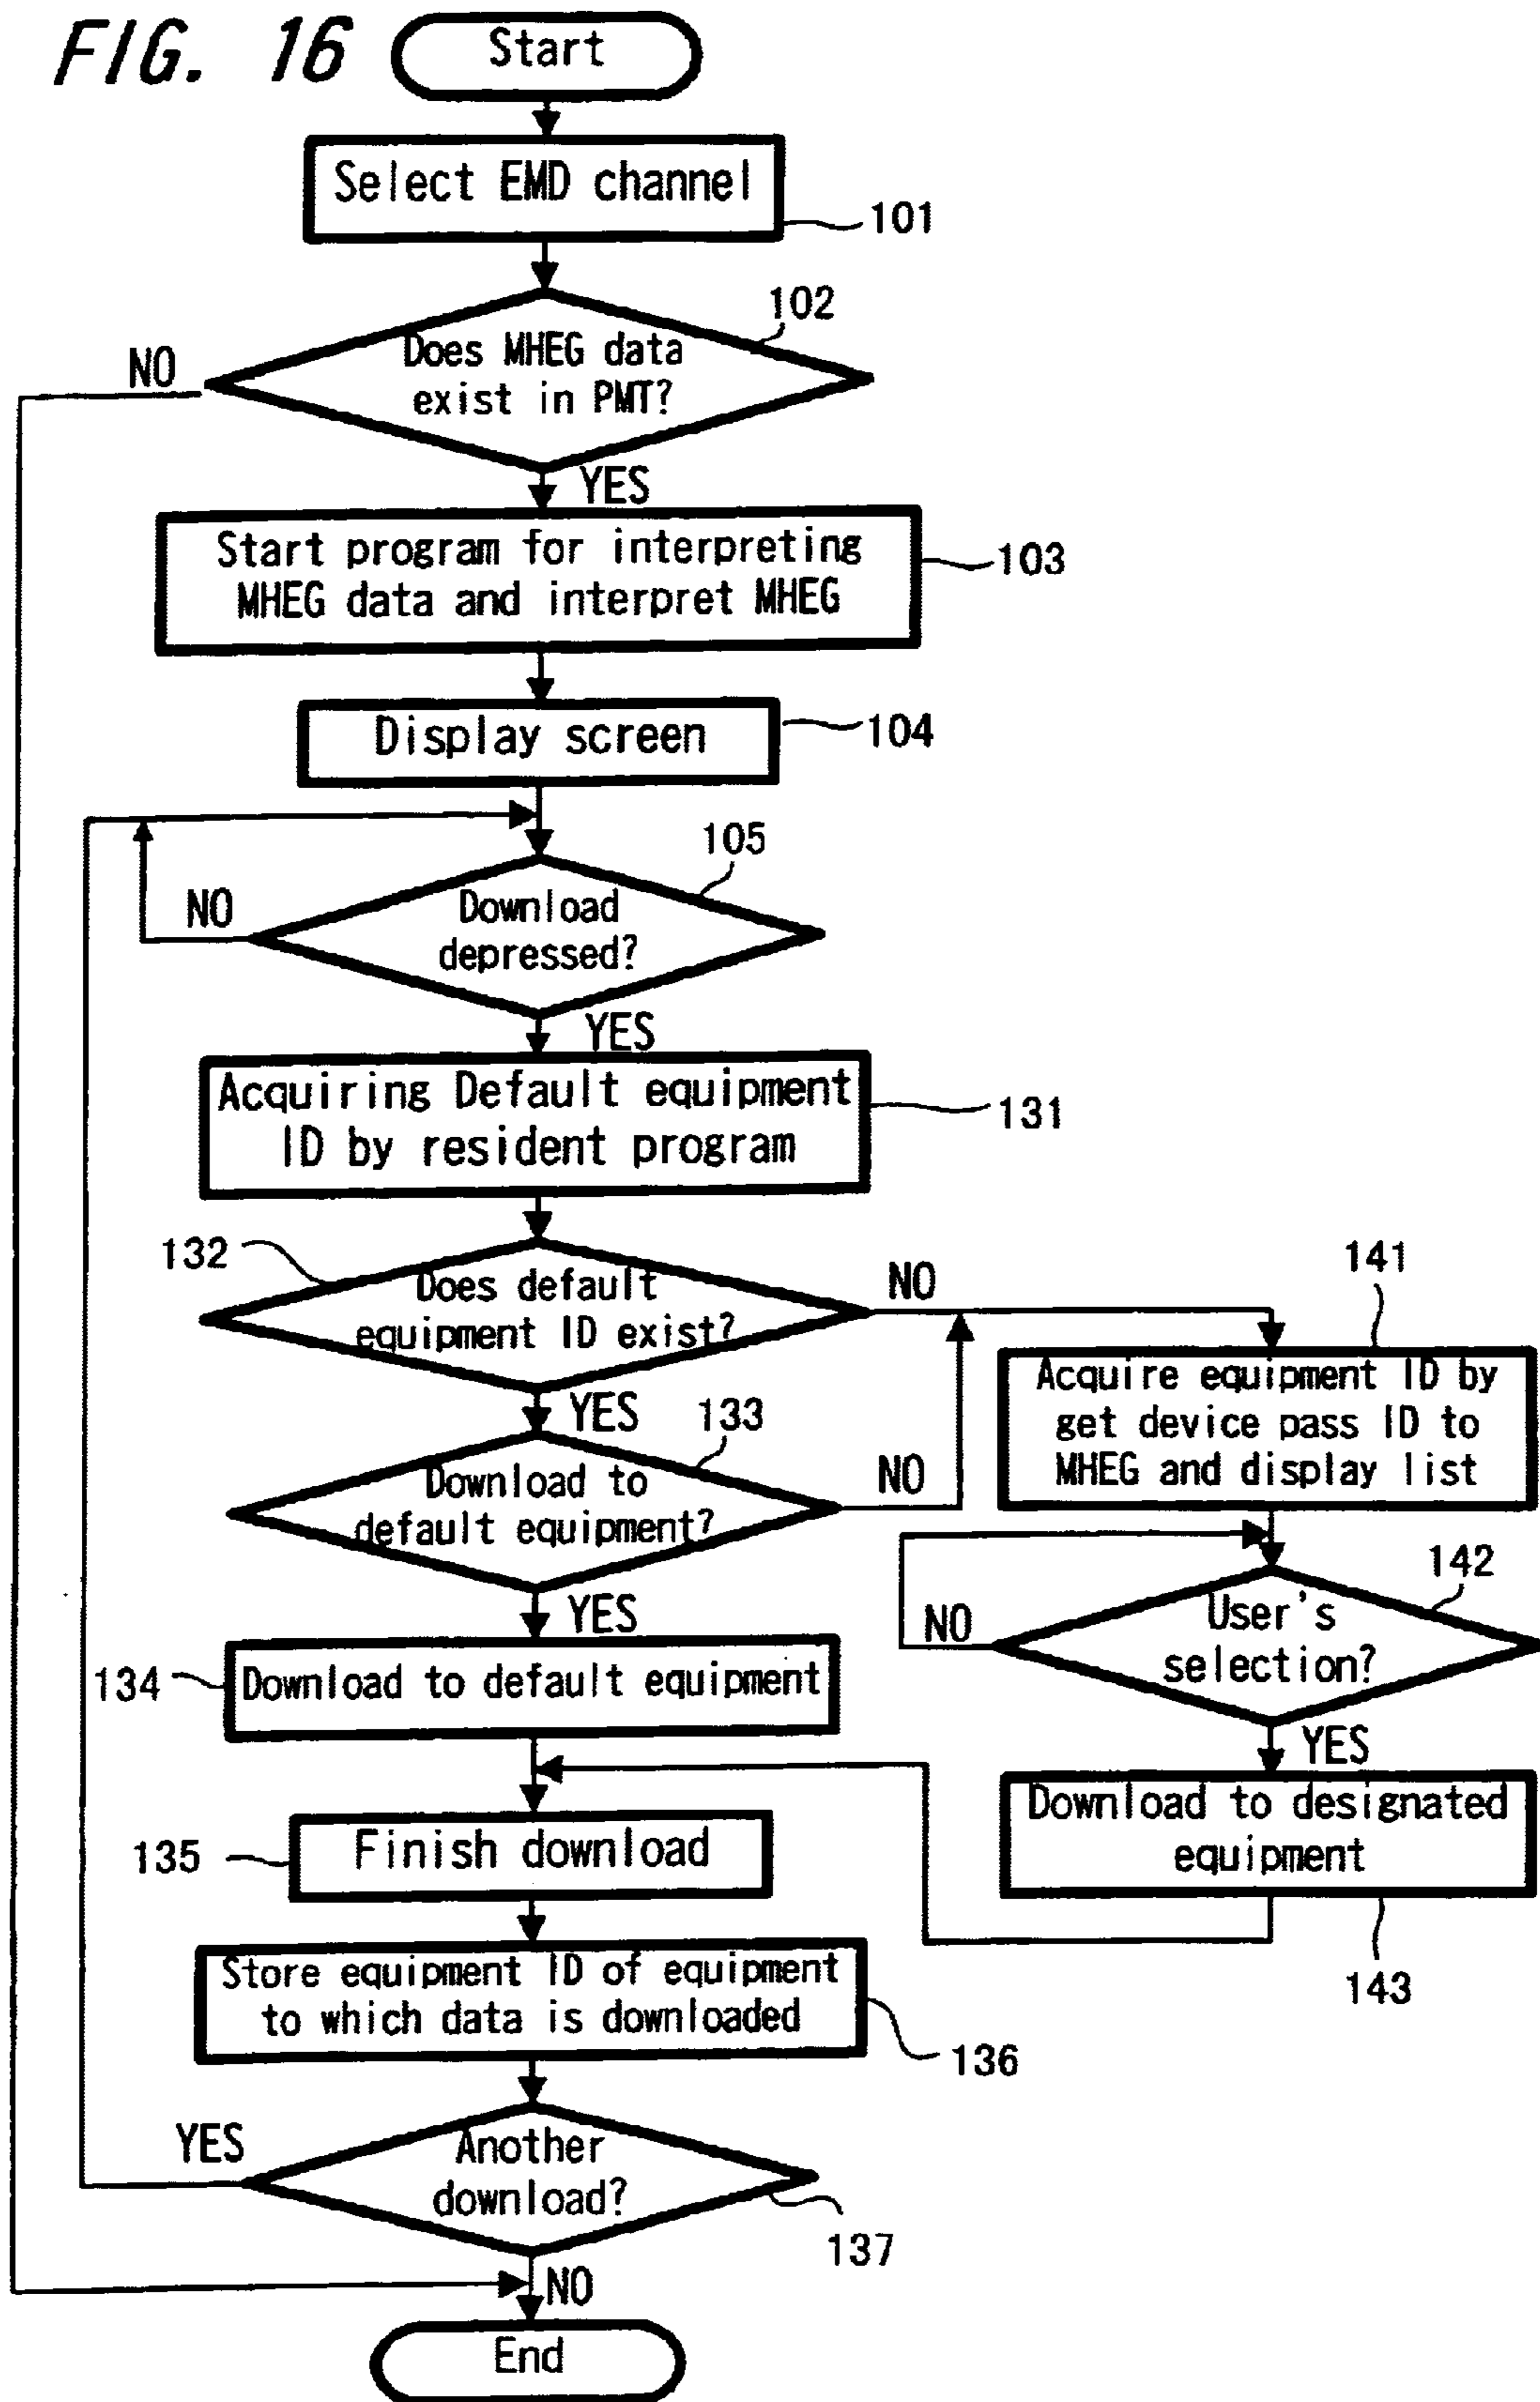 FIG. 16
Start
Select EMD channel
101
102
Does MHEG data
exist in PMT?
NO
YES
Start program for interpreting
MHEG data and interpret MHEG
103
Display screen
104
105
Download
depressed?
NO
YES
Acquiring Default equipment
ID by resident program
131
132
Does default
equipment ID exist?
NO
YES
133
Download to
default equipment?
NO
YES
141
Acquire equipment ID by
get device pass ID to
MHEG and display list
142
User's
selection?
NO
YES
134
Download to default equipment
Download to designated
equipment
143
135
Finish download
Store equipment ID of equipment
to which data is downloaded
136
YES
Another
download?
137
NO
End